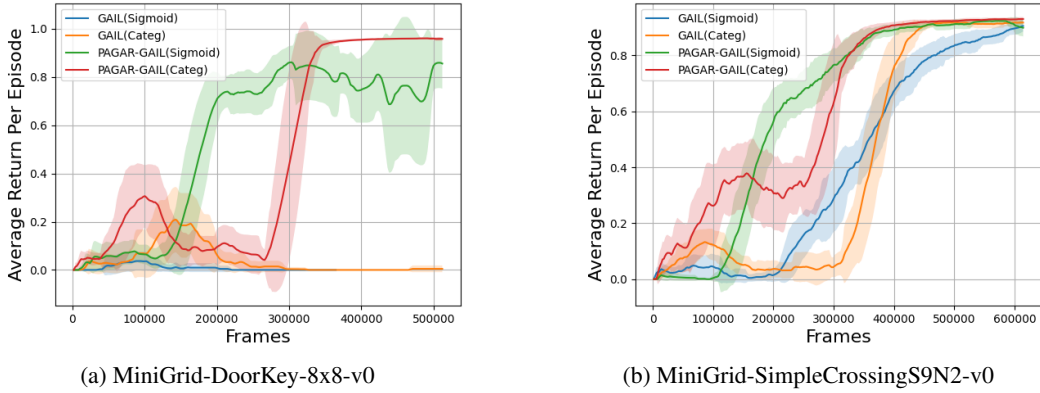 GAIL(Sigmoid)
GAIL(Categ)
PAGAR-GAIL(Sigmoid)
PAGAR-GAIL(Categ)
Average Return Per Episode
1.0
0.8
0.6
0.4
0.2
0.0
0 100000 200000 300000 400000 500000
Frames
(a) MiniGrid-DoorKey-8x8-v0
GAIL(Sigmoid)
GAIL(Categ)
PAGAR-GAIL(Sigmoid)
PAGAR-GAIL(Categ)
Average Return Per Episode
0.8
0.6
0.4
0.2
0.0
0 100000 200000 300000 400000 500000 600000
Frames
(b) MiniGrid-SimpleCrossingS9N2-v0